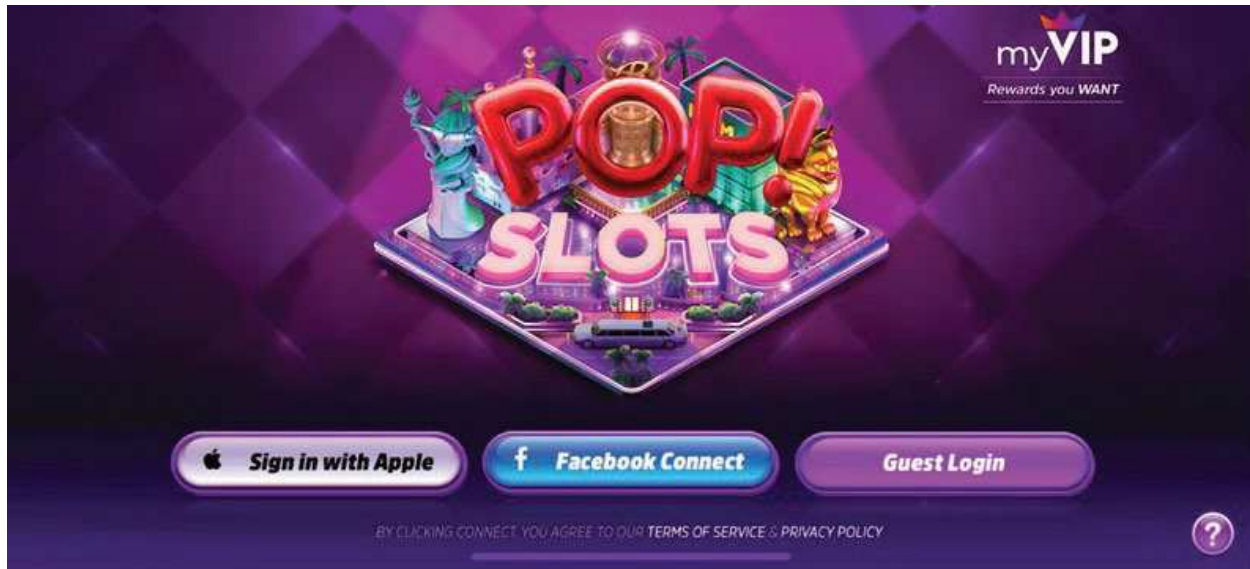 myVIP
Rewards you WANT
POP!
SLOTS
Sign in with Apple
f Facebook Connect
Guest Login
BY CLICKING CONNECT YOU AGREE TO OUR TERMS OF SERVICE & PRIVACY POLICY
?